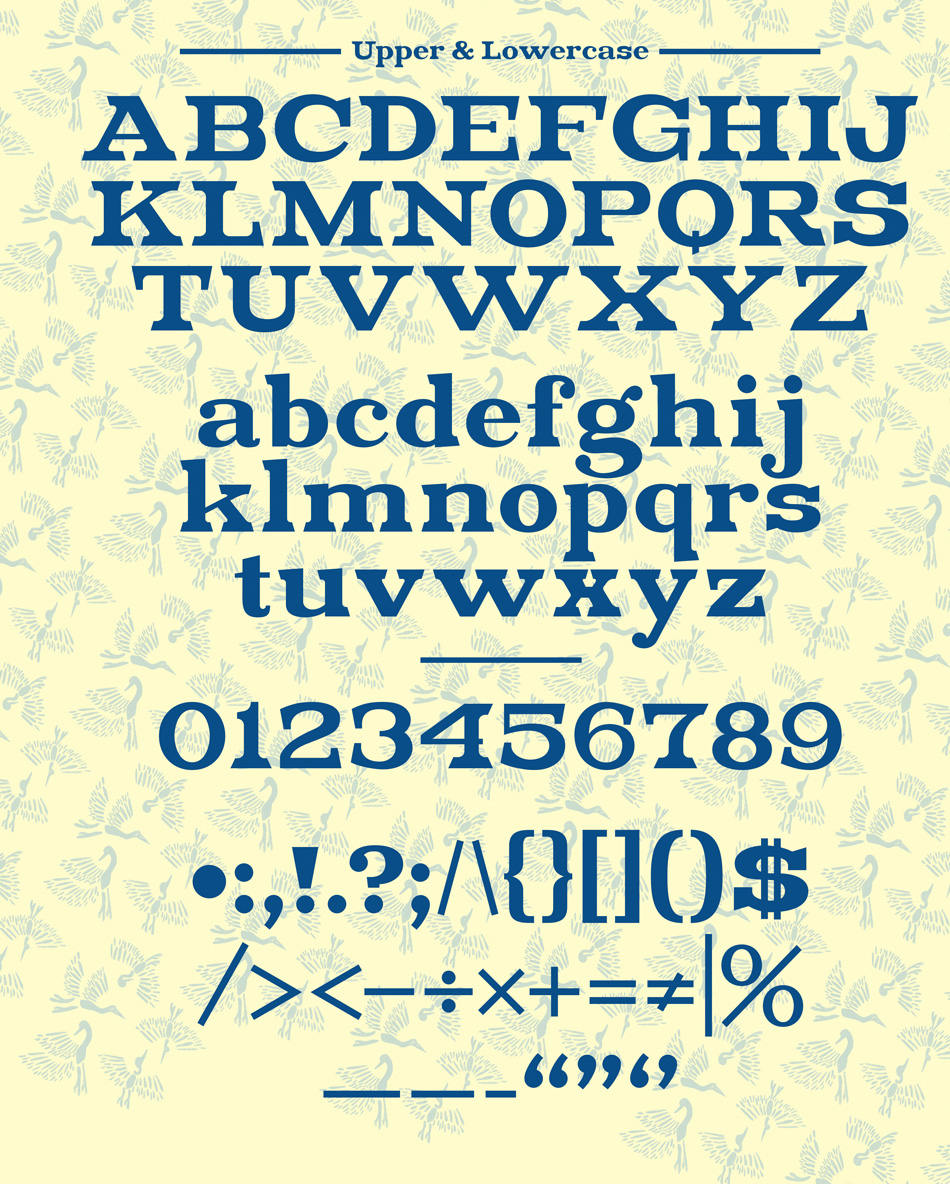 Upper & Lowercase
ABCDEFGHIJ
KLMNOPQRS
TUVWXYZ
abcdefghij
klmnopqrs
tuvwxyz
0123456789
•:,!.?;/\{}[]()$
/><−÷×+=≠|%
—–-“”‘’